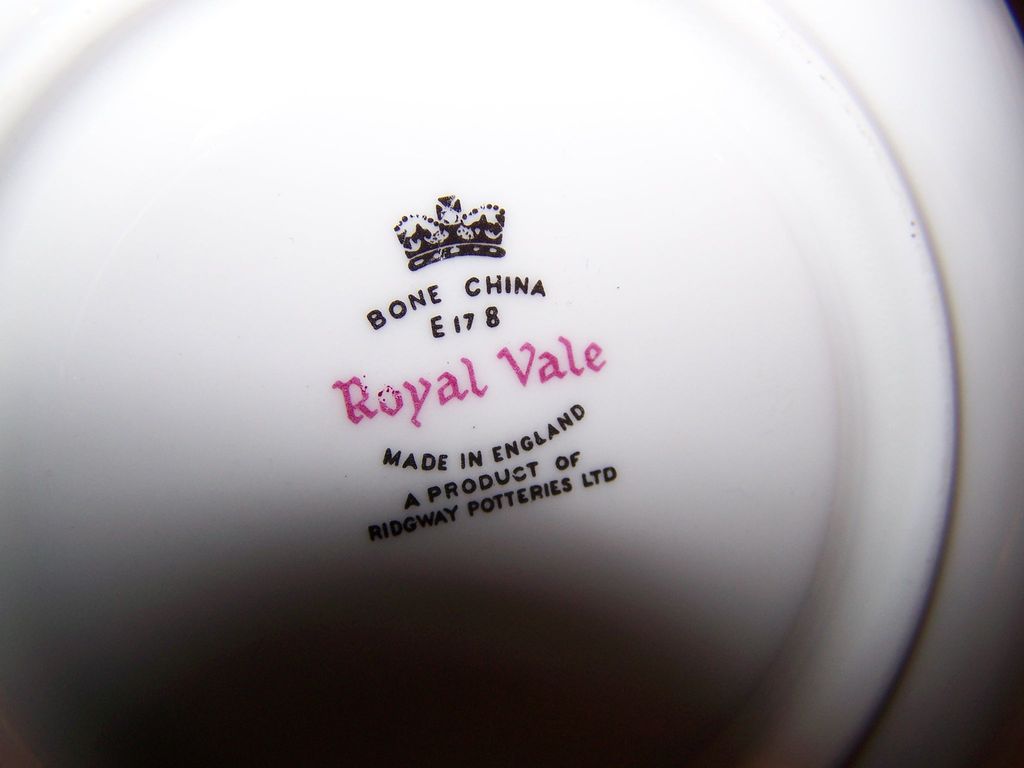 BONE CHINA
E178
Royal Vale
MADE IN ENGLAND
A PRODUCT OF
RIDGWAY POTTERIES LTD